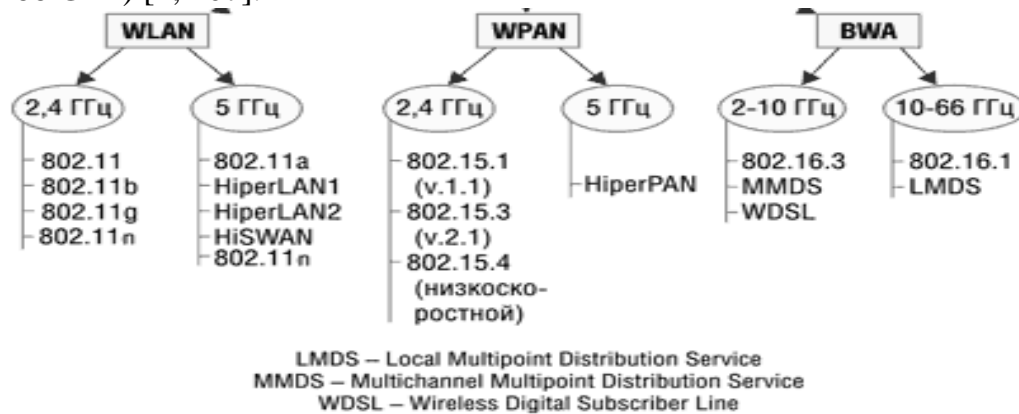 WLAN WPAN BWA
2,4 ГГц 5 ГГц 2,4 ГГц 5 ГГц 2-10 ГГц 10-66 ГГц
802.11
802.11b
802.11g
802.11n
802.11a
HiperLAN1
HiperLAN2
HiSWAN
802.11n
802.15.1
(v.1.1)
802.15.3
(v.2.1)
802.15.4
(низкоско-
ростной)
HiperPAN
802.16.3
MMDS
WDSL
802.16.1
LMDS
LMDS – Local Multipoint Distribution Service
MMDS – Multichannel Multipoint Distribution Service
WDSL – Wireless Digital Subscriber Line